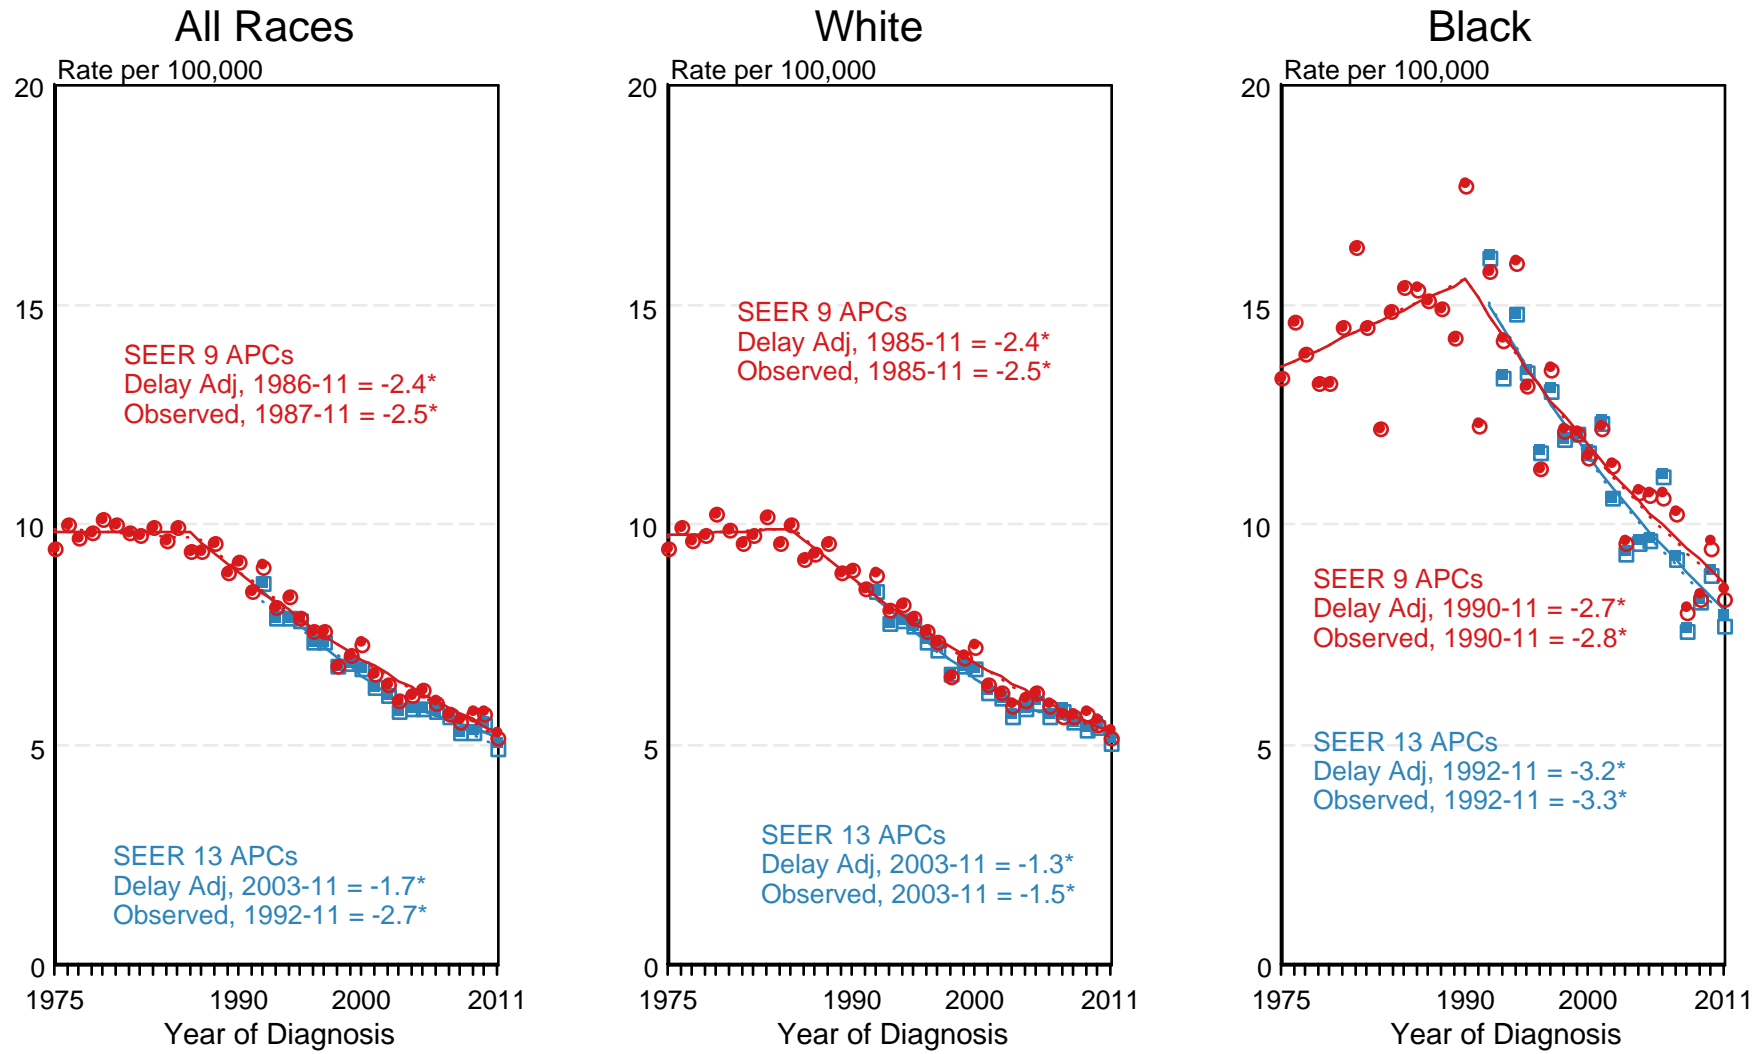 All Races
Rate per 100,000
20
15
10
5
0
SEER 9 APCs
Delay Adj, 1986-11 = -2.4*
Observed, 1987-11 = -2.5*
SEER 13 APCs
Delay Adj, 2003-11 = -1.7*
Observed, 1992-11 = -2.7*
1975 1990 2000 2011
Year of Diagnosis
White
Rate per 100,000
20
15
10
5
0
SEER 9 APCs
Delay Adj, 1985-11 = -2.4*
Observed, 1985-11 = -2.5*
SEER 13 APCs
Delay Adj, 2003-11 = -1.3*
Observed, 2003-11 = -1.5*
1975 1990 2000 2011
Year of Diagnosis
Black
Rate per 100,000
20
15
10
5
0
SEER 9 APCs
Delay Adj, 1990-11 = -2.7*
Observed, 1990-11 = -2.8*
SEER 13 APCs
Delay Adj, 1992-11 = -3.2*
Observed, 1992-11 = -3.3*
1975 1990 2000 2011
Year of Diagnosis